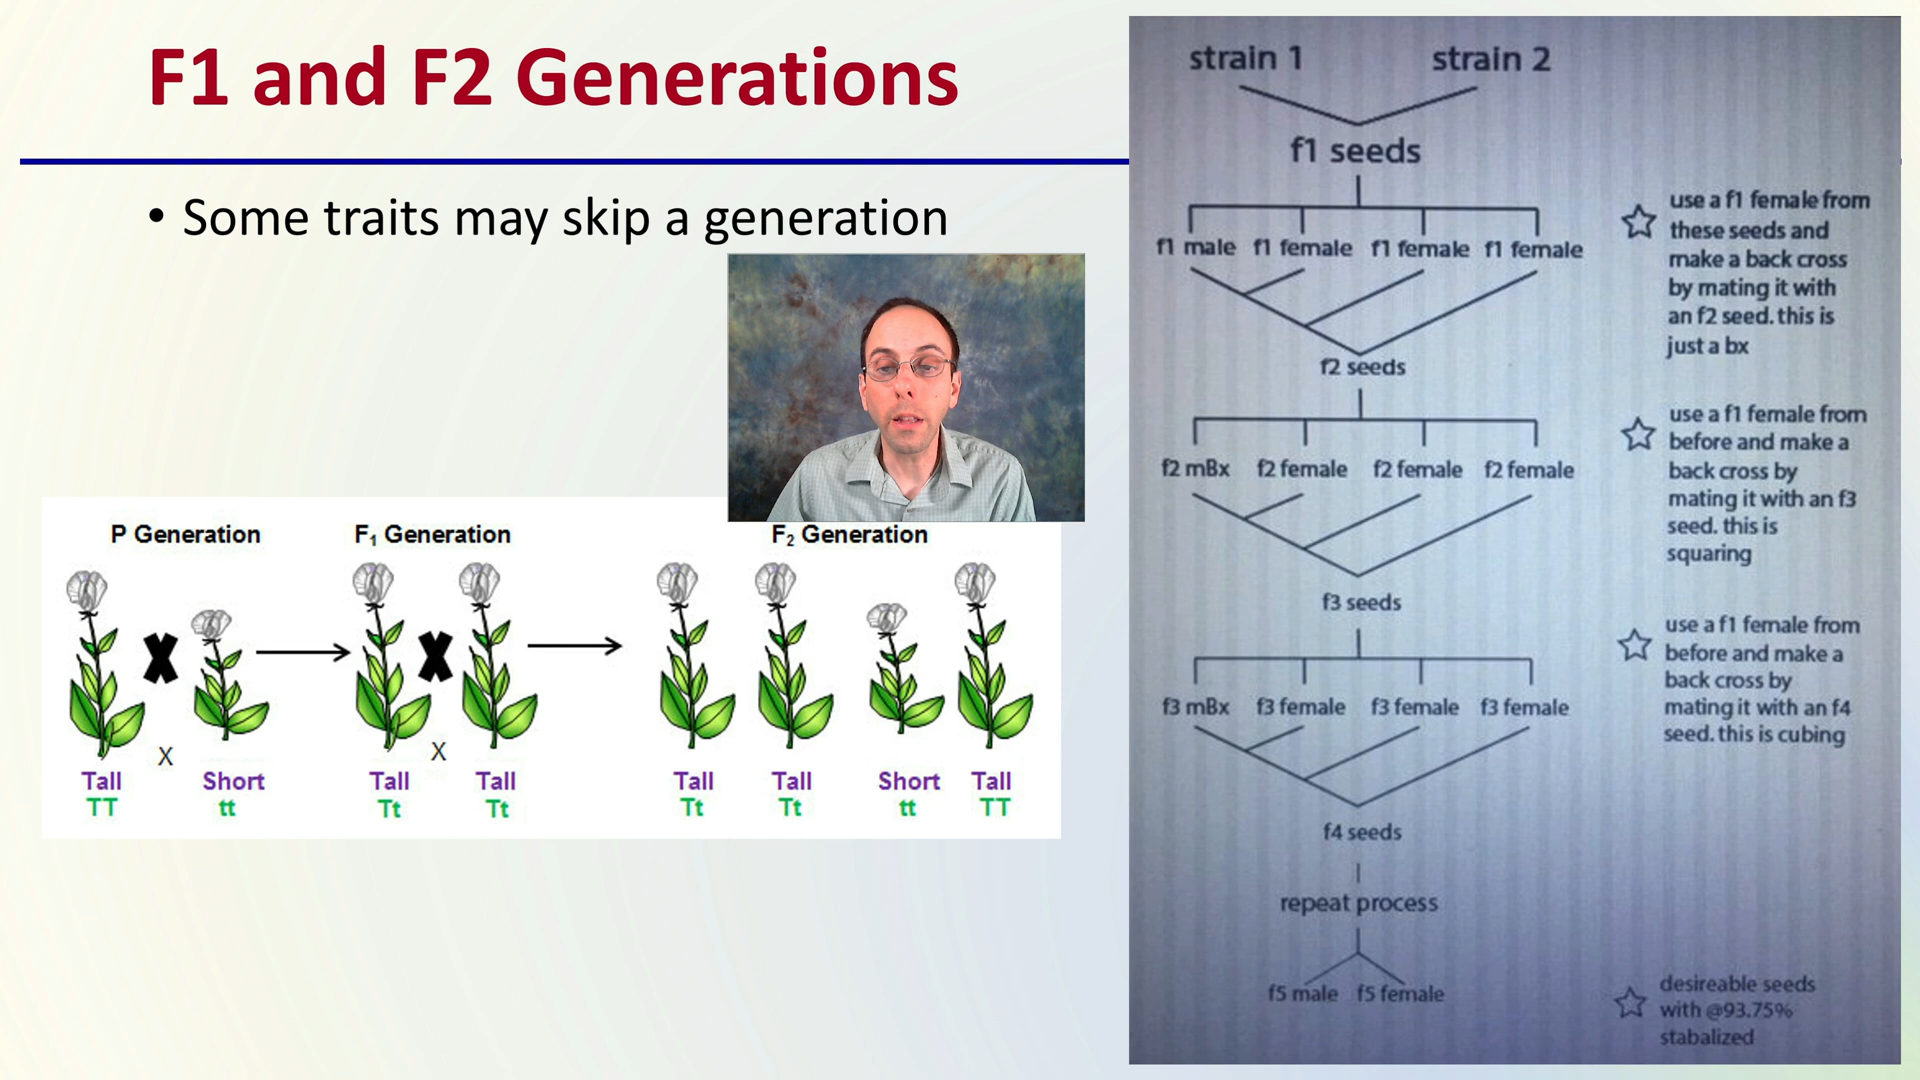 F1 and F2 Generations
• Some traits may skip a generation
P Generation
F1 Generation
F2 Generation
X
X
Tall
Short
Tall
Tall
Tall
Tall
Short
Tall
TT
tt
Tt
Tt
Tt
Tt
tt
TT
strain 1
strain 2
f1 seeds
f1 male f1 female f1 female f1 female
use a f1 female from
these seeds and
make a back cross
by mating it with
an f2 seed. this is
just a bx
f2 seeds
f2 mBx f2 female f2 female f2 female
use a f1 female from
before and make a
back cross by
mating it with an f3
seed. this is
squaring
f3 seeds
f3 mBx f3 female f3 female f3 female
use a f1 female from
before and make a
back cross by
mating it with an f4
seed. this is cubing
f4 seeds
repeat process
f5 male f5 female
desireable seeds
with @93.75%
stabalized